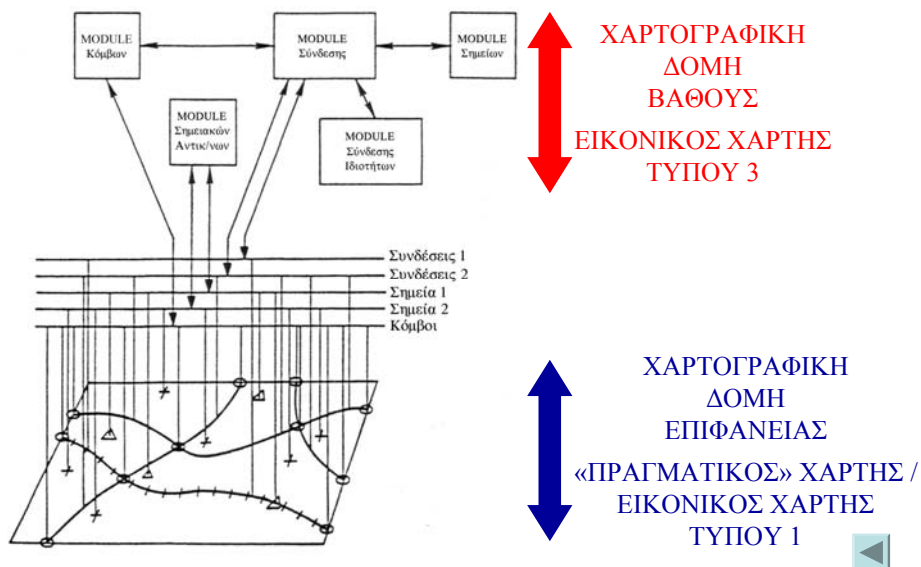 MODULE
Κόμβων
MODULE
Σύνδεσης
MODULE
Σημείων
MODULE
Σημειακών
Αντικ/νων
MODULE
Σύνδεσης
Ιδιοτήτων
ΧΑΡΤΟΓΡΑΦΙΚΗ
ΔΟΜΗ
ΒΑΘΟΥΣ
ΕΙΚΟΝΙΚΟΣ ΧΑΡΤΗΣ
ΤΥΠΟΥ 3
Συνδέσεις 1
Συνδέσεις 2
Σημεία 1
Σημεία 2
Κόμβοι
ΧΑΡΤΟΓΡΑΦΙΚΗ
ΔΟΜΗ
ΕΠΙΦΑΝΕΙΑΣ
«ΠΡΑΓΜΑΤΙΚΟΣ» ΧΑΡΤΗΣ /
ΕΙΚΟΝΙΚΟΣ ΧΑΡΤΗΣ
ΤΥΠΟΥ 1